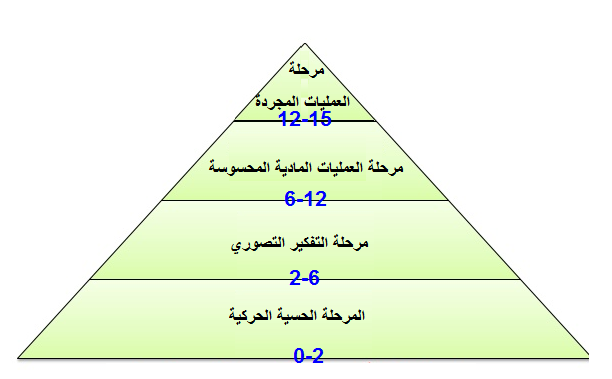 مرحلة
العمليات المجردة
12-15
مرحلة العمليات المادية المحسوسة
6-12
مرحلة التفكير التصوري
2-6
المرحلة الحسية الحركية
0-2